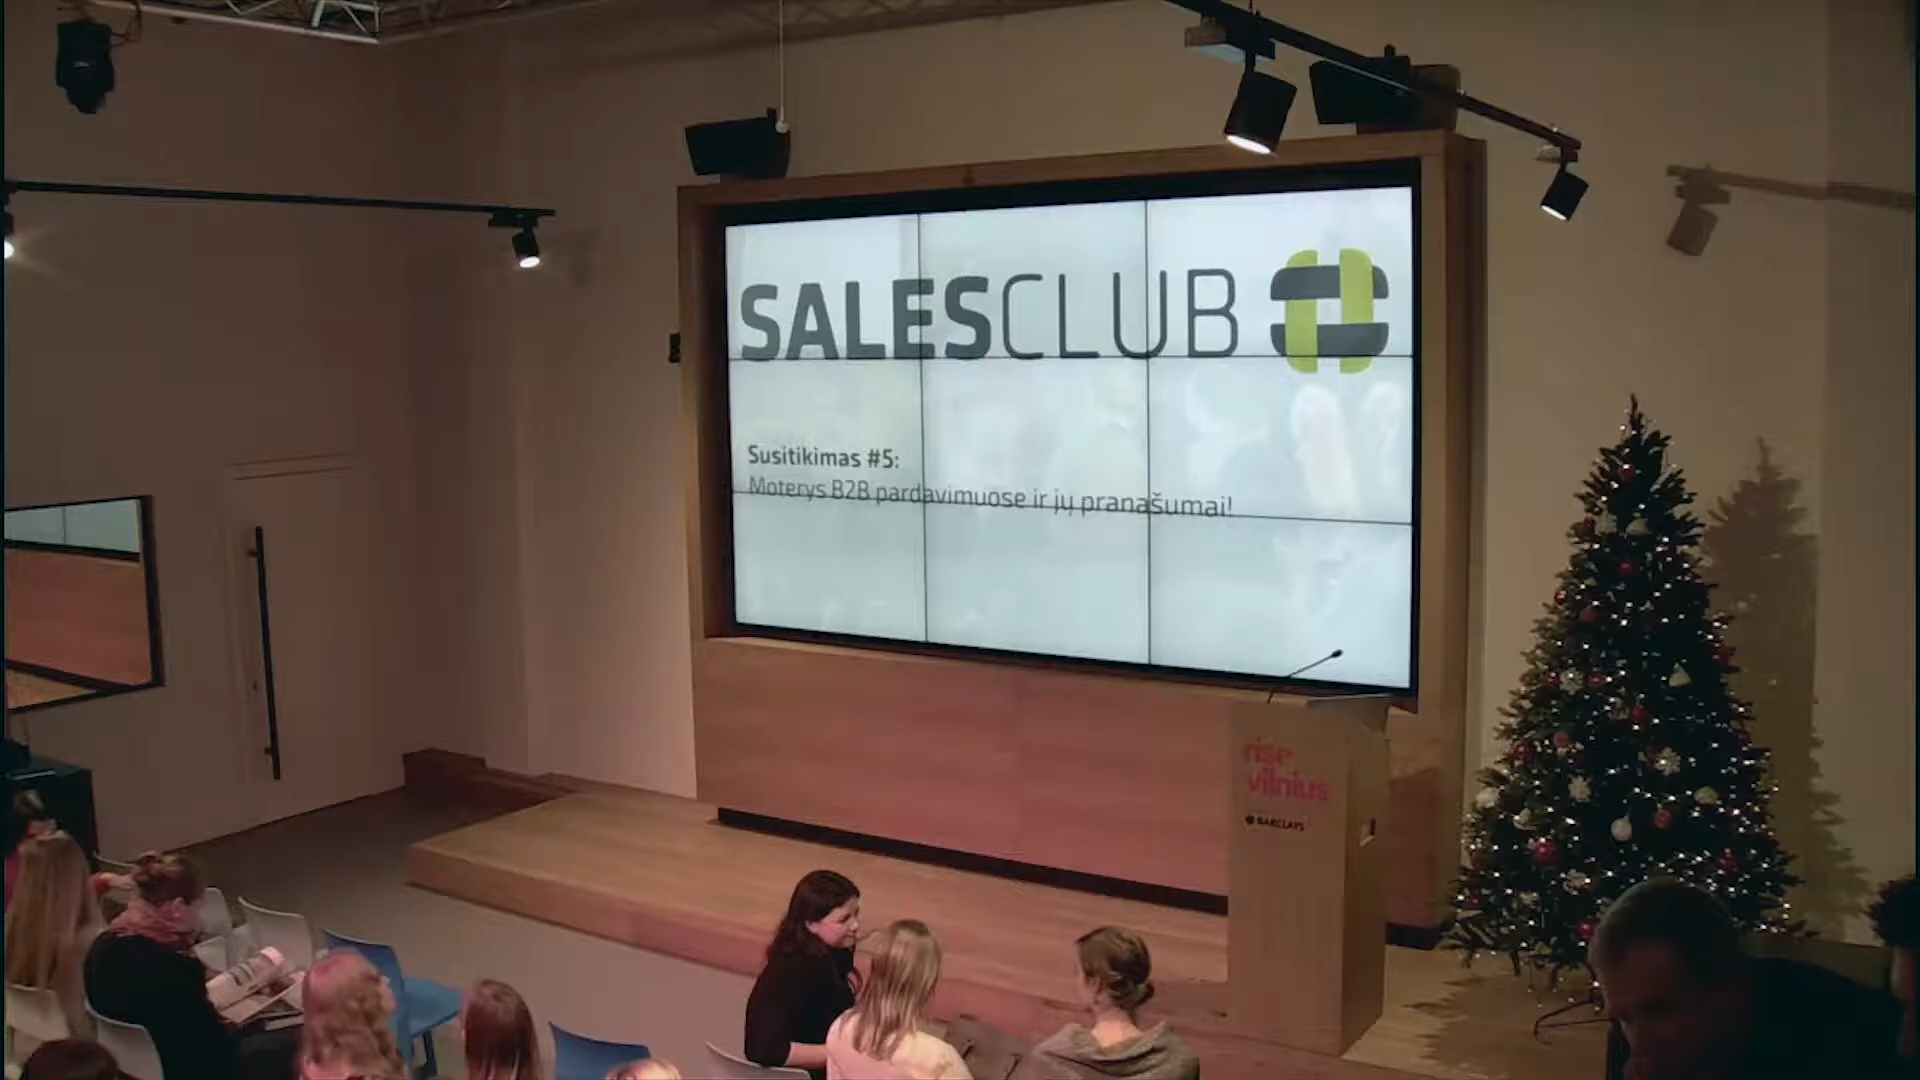 SALESCLUB
Susitikimas #5:
Moterys B2B pardavimuose ir jų pranašumai!
rise
vilnius
BARCLAYS